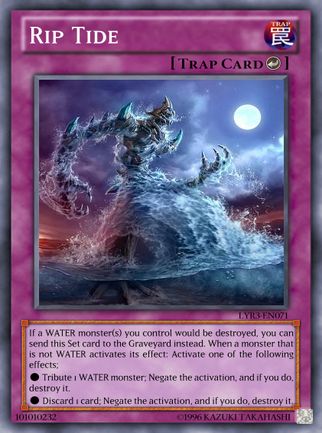 Rip Tide
TRAP
罠
[Trap Card]
LYR3-EN071
If a WATER monster(s) you control would be destroyed, you can
send this Set card to the Graveyard instead. When a monster that
is not WATER activates its effect: Activate one of the following
effects;
● Tribute 1 WATER monster; Negate the activation, and if you do,
destroy it.
● Discard 1 card; Negate the activation, and if you do, destroy it.
101010232
©1996 KAZUKI TAKAHASHI